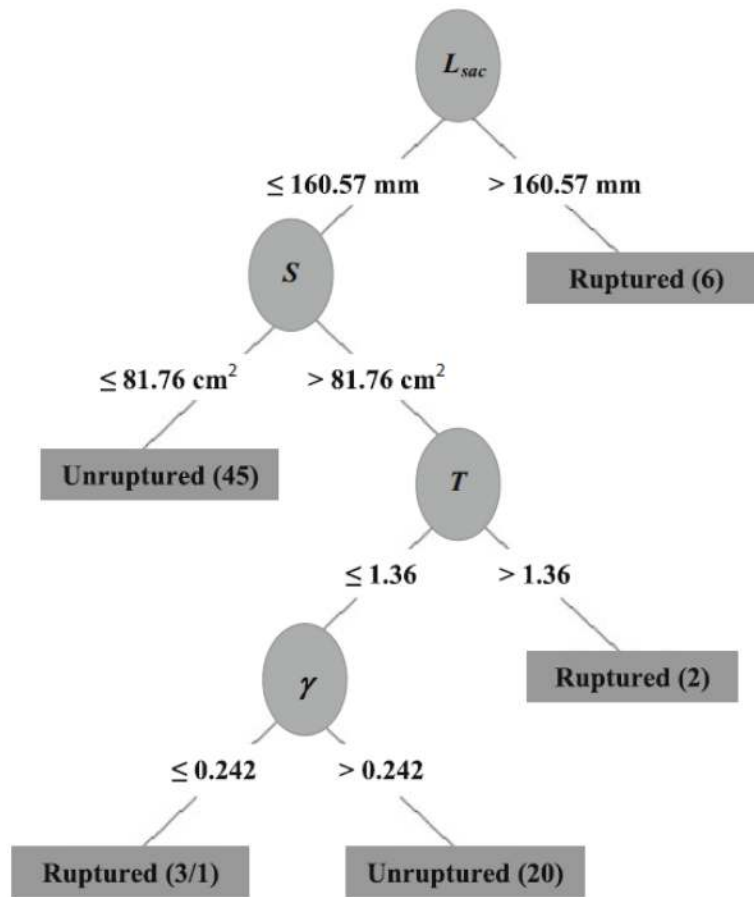 L_sac
≤ 160.57 mm
> 160.57 mm
S
Ruptured (6)
≤ 81.76 cm²
> 81.76 cm²
Unruptured (45)
T
≤ 1.36
> 1.36
Ruptured (2)
γ
≤ 0.242
> 0.242
Ruptured (3/1)
Unruptured (20)